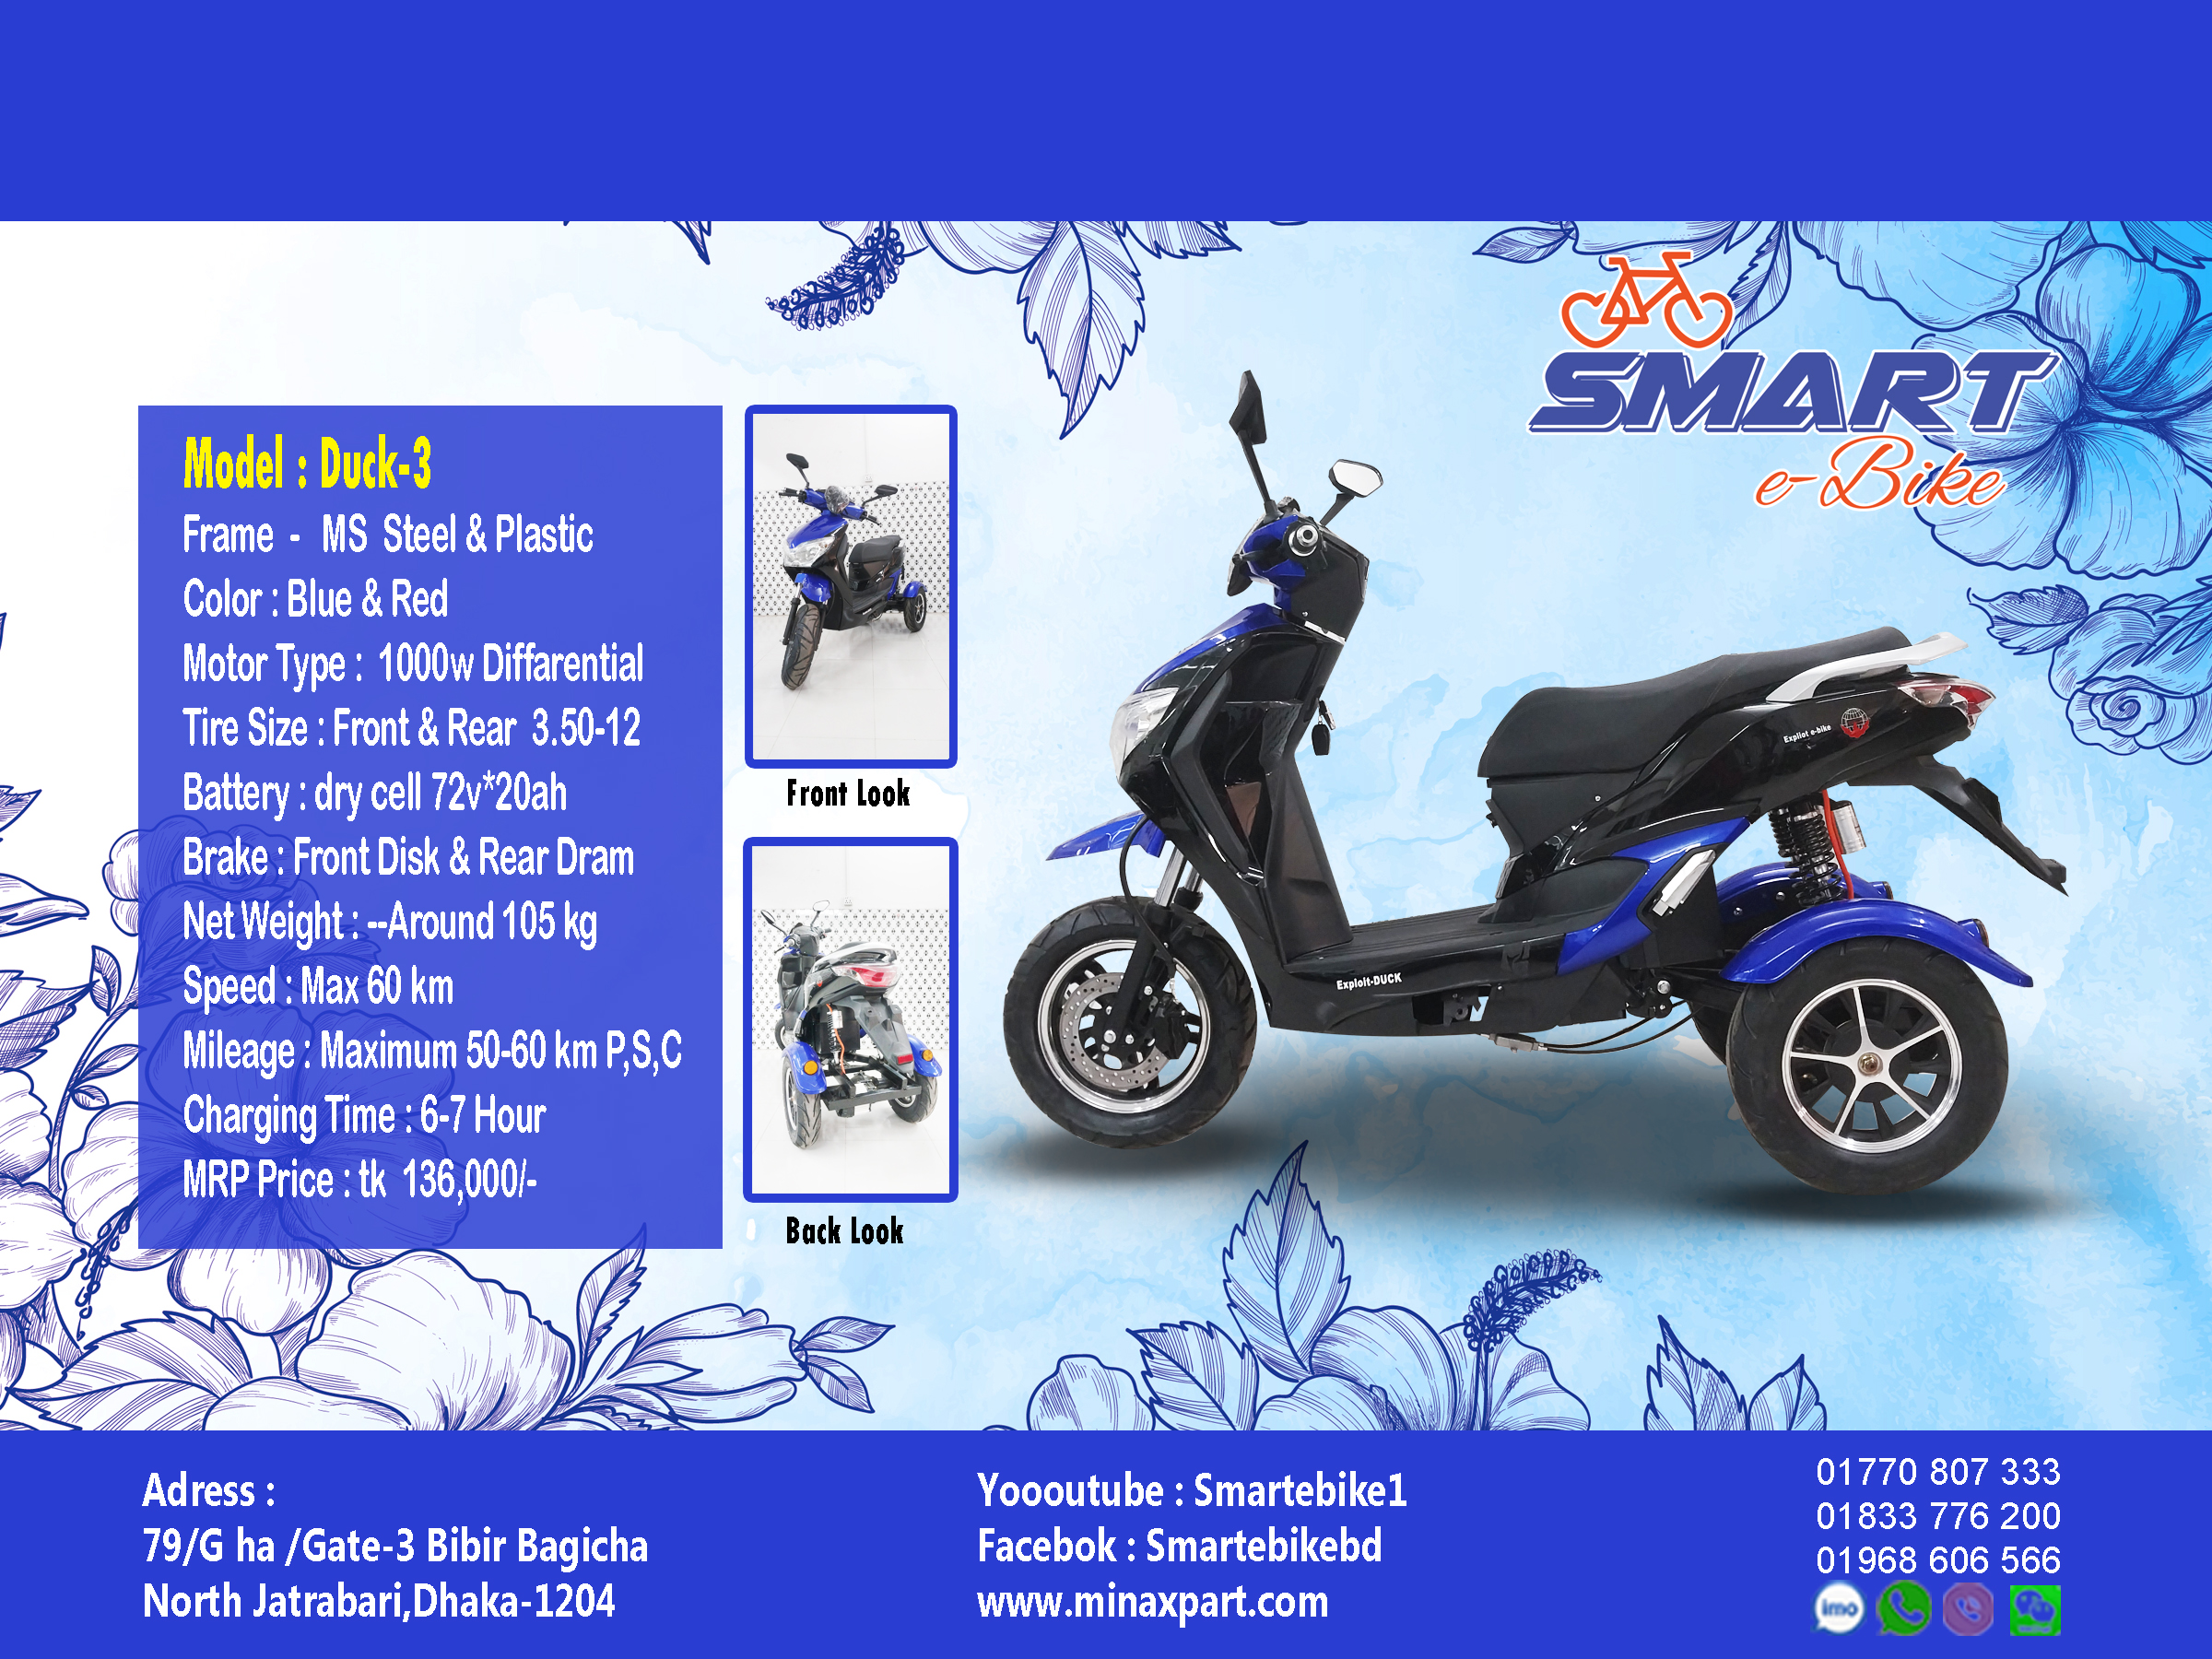 SMART
e-Bike
Model : Duck-3
Frame - MS Steel & Plastic
Color : Blue & Red
Motor Type : 1000w Diffarential
Tire Size : Front & Rear 3.50-12
Battery : dry cell 72v*20ah
Brake : Front Disk & Rear Dram
Net Weight : --Around 105 kg
Speed : Max 60 km
Mileage : Maximum 50-60 km P,S,C
Charging Time : 6-7 Hour
MRP Price : tk 136,000/-
Front Look
Back Look
Expliot e-bike
Exploit-DUCK
Adress :
79/G ha /Gate-3 Bibir Bagicha
North Jatrabari,Dhaka-1204
Yoooutube : Smartebike1
Facebok : Smartebikebd
www.minaxpart.com
01770 807 333
01833 776 200
01968 606 566
imo